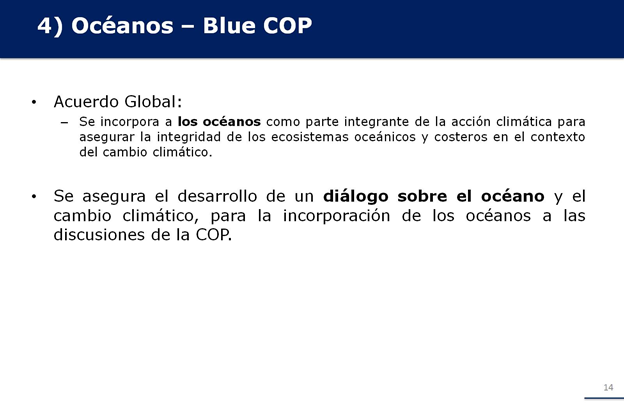 4) Océanos – Blue COP
• Acuerdo Global:
– Se incorpora a los océanos como parte integrante de la acción climática para
asegurar la integridad de los ecosistemas oceánicos y costeros en el contexto
del cambio climático.
• Se asegura el desarrollo de un diálogo sobre el océano y el
cambio climático, para la incorporación de los océanos a las
discusiones de la COP.
14